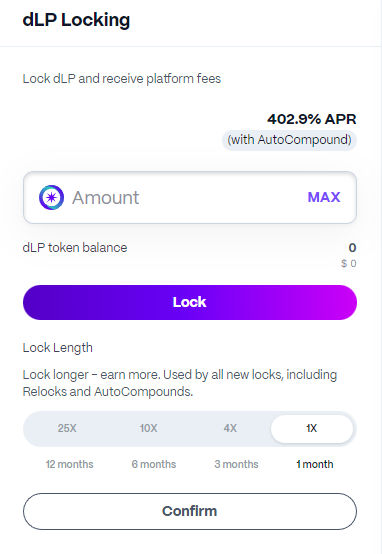 dLP Locking
Lock dLP and receive platform fees
402.9% APR
(with AutoCompound)
Amount
MAX
dLP token balance
0
$ 0
Lock
Lock Length
Lock longer – earn more. Used by all new locks, including
Relocks and AutoCompounds.
25X 10X 4X 1X
12 months 6 months 3 months 1 month
Confirm